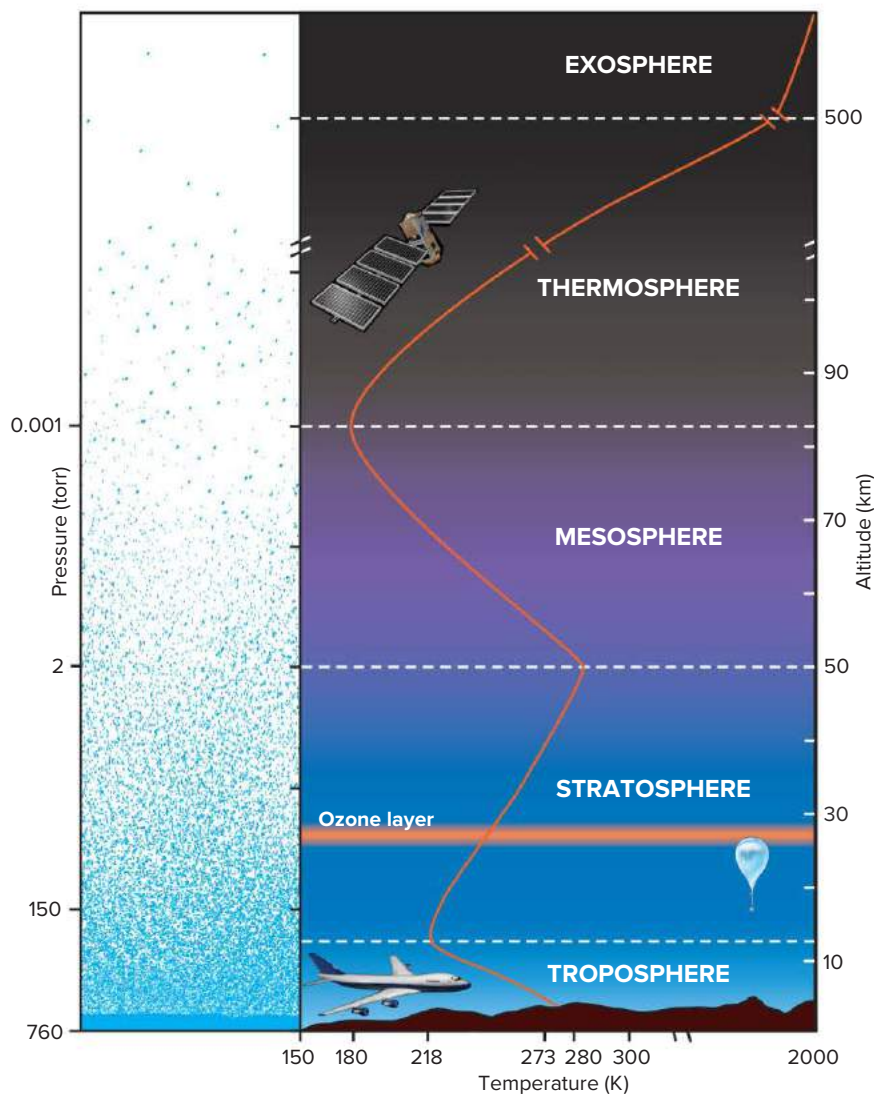 EXOSPHERE
500
THERMOSPHERE
90
0.001
Pressure (torr)
Altitude (km)
70
MESOSPHERE
2
50
STRATOSPHERE
Ozone layer
30
150
TROPOSPHERE
10
760
150 180 218 273 280 300 2000
Temperature (K)